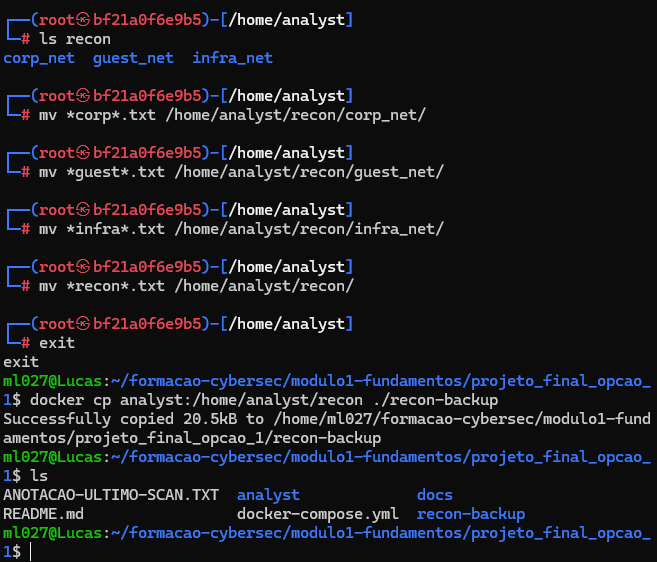 ┌──(root㉿bf21a0f6e9b5)-[/home/analyst]
└─# ls recon
corp_net  guest_net  infra_net
┌──(root㉿bf21a0f6e9b5)-[/home/analyst]
└─# mv *corp*.txt /home/analyst/recon/corp_net/
┌──(root㉿bf21a0f6e9b5)-[/home/analyst]
└─# mv *guest*.txt /home/analyst/recon/guest_net/
┌──(root㉿bf21a0f6e9b5)-[/home/analyst]
└─# mv *infra*.txt /home/analyst/recon/infra_net/
┌──(root㉿bf21a0f6e9b5)-[/home/analyst]
└─# mv *recon*.txt /home/analyst/recon/
┌──(root㉿bf21a0f6e9b5)-[/home/analyst]
└─# exit
exit
ml027@Lucas:~/formacao-cybersec/modulo1-fundamentos/projeto_final_opcao_
1$ docker cp analyst:/home/analyst/recon ./recon-backup
Successfully copied 20.5kB to /home/ml027/formacao-cybersec/modulo1-fund
amentos/projeto_final_opcao_1/recon-backup
ml027@Lucas:~/formacao-cybersec/modulo1-fundamentos/projeto_final_opcao_
1$ ls
ANOTACAO-ULTIMO-SCAN.TXT  analyst             docs
README.md                 docker-compose.yml  recon-backup
ml027@Lucas:~/formacao-cybersec/modulo1-fundamentos/projeto_final_opcao_
1$